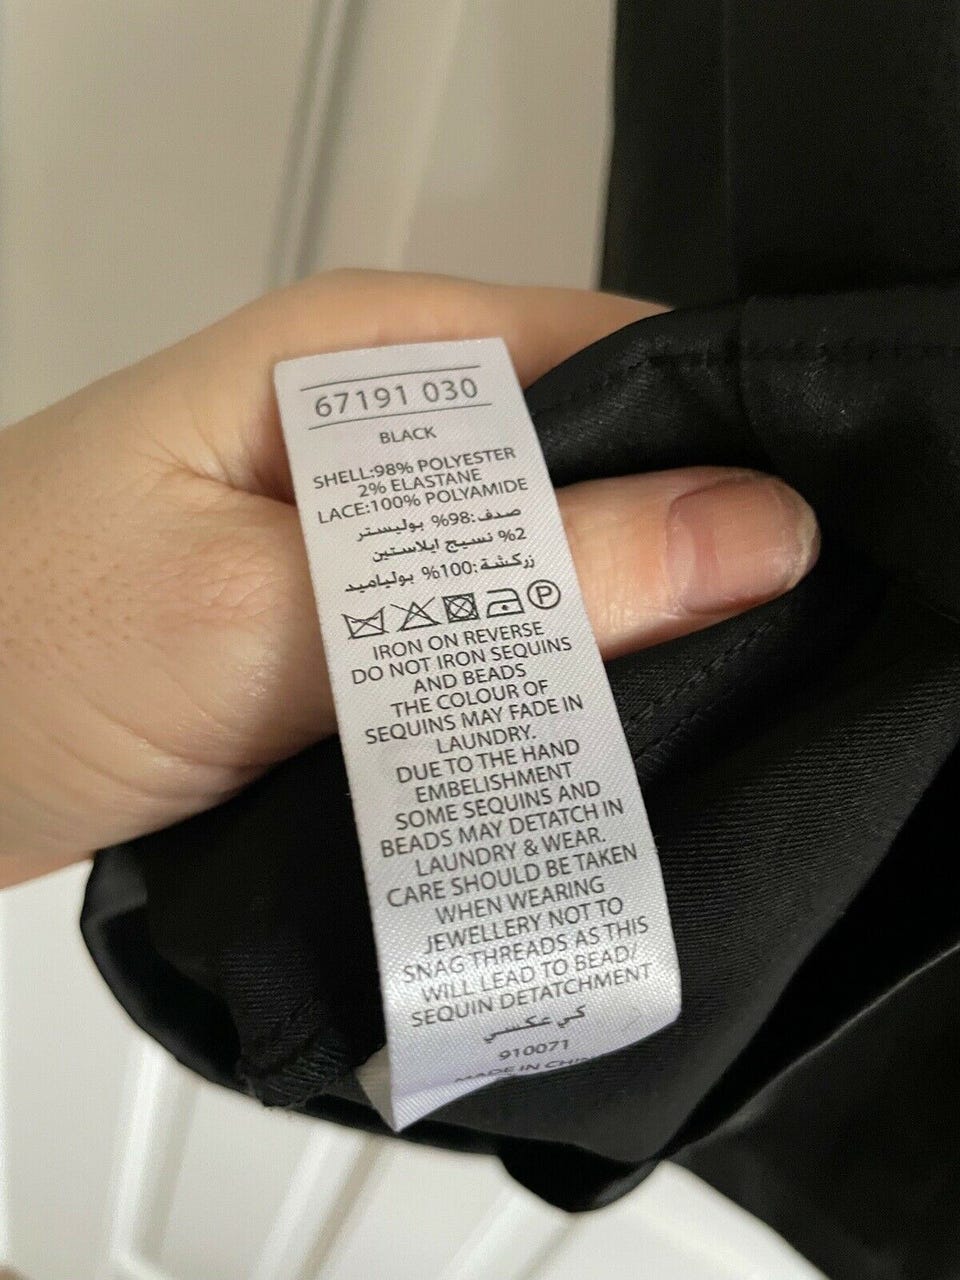 67191 030
BLACK
SHELL:98% POLYESTER
2% ELASTANE
LACE:100% POLYAMIDE
صدف:98% بوليستر
2% نسيج ايلاستين
زركشة:100% بولياميد
P
IRON ON REVERSE
DO NOT IRON SEQUINS
AND BEADS
THE COLOUR OF
SEQUINS MAY FADE IN
LAUNDRY.
DUE TO THE HAND
EMBELISHMENT
SOME SEQUINS AND
BEADS MAY DETATCH IN
LAUNDRY & WEAR.
CARE SHOULD BE TAKEN
WHEN WEARING
JEWELLERY NOT TO
SNAG THREADS AS THIS
WILL LEAD TO BEAD/
SEQUIN DETATCHMENT
كي عكسي
910071
MADE IN CHINA